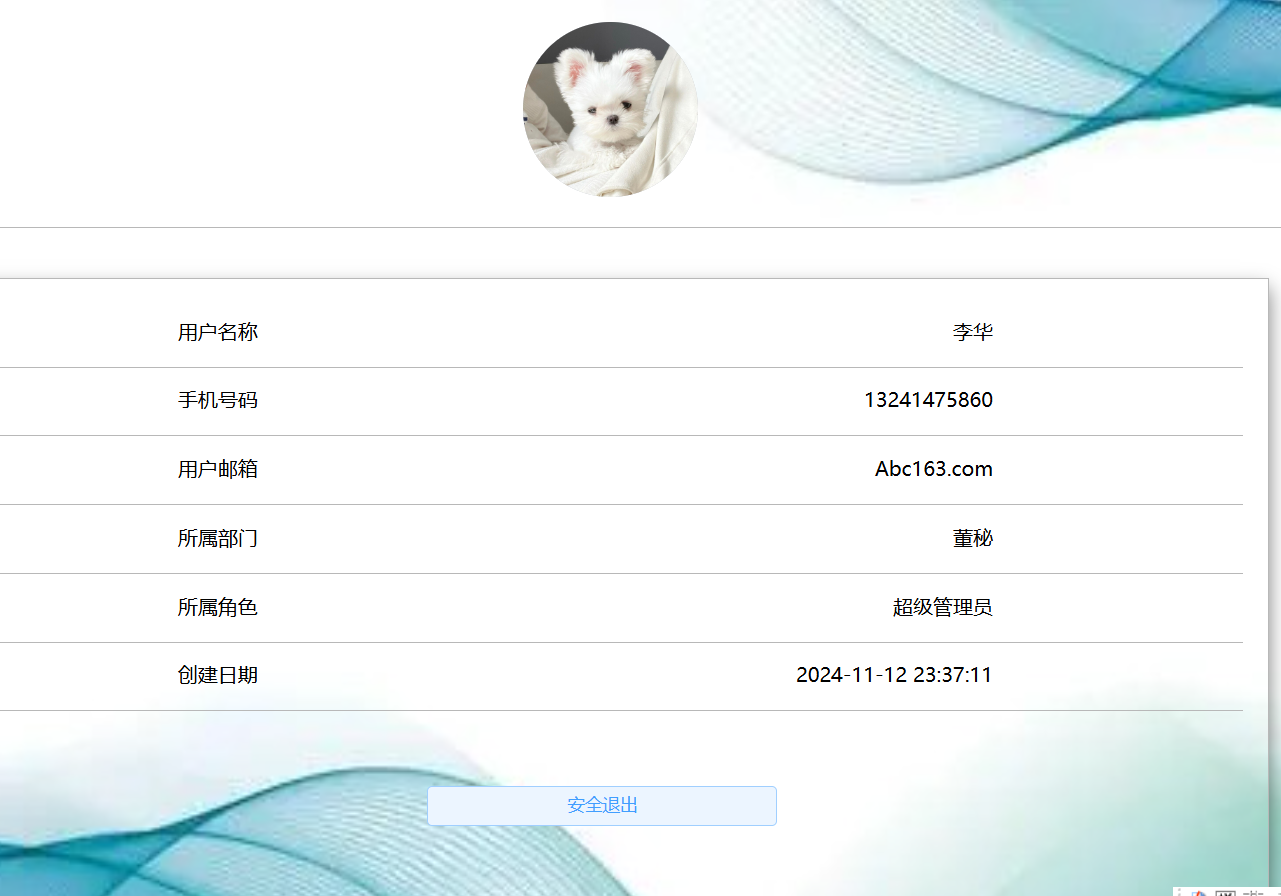 用户名称 李华
手机号码 13241475860
用户邮箱 Abc163.com
所属部门 董秘
所属角色 超级管理员
创建日期 2024-11-12 23:37:11
安全退出